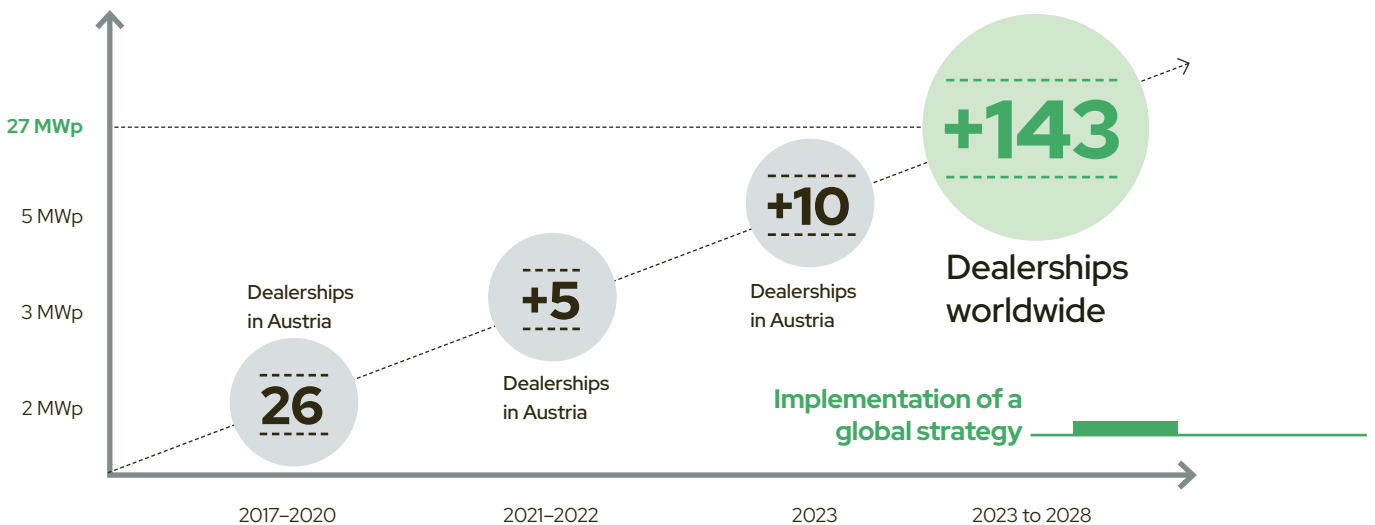 27 MWp
5 MWp
3 MWp
2 MWp
Dealerships
in Austria
26
+5
Dealerships
in Austria
+10
Dealerships
in Austria
+143
Dealerships
worldwide
Implementation of a
global strategy
2017–2020
2021–2022
2023
2023 to 2028